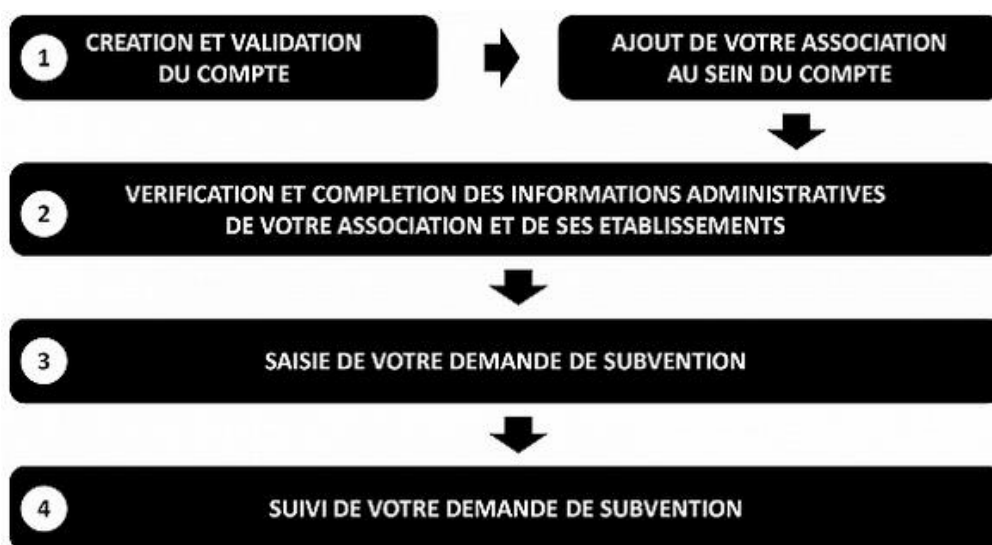 1
CREATION ET VALIDATION
DU COMPTE
AJOUT DE VOTRE ASSOCIATION
AU SEIN DU COMPTE
2
VERIFICATION ET COMPLETION DES INFORMATIONS ADMINISTRATIVES
DE VOTRE ASSOCIATION ET DE SES ETABLISSEMENTS
3
SAISIE DE VOTRE DEMANDE DE SUBVENTION
4
SUIVI DE VOTRE DEMANDE DE SUBVENTION